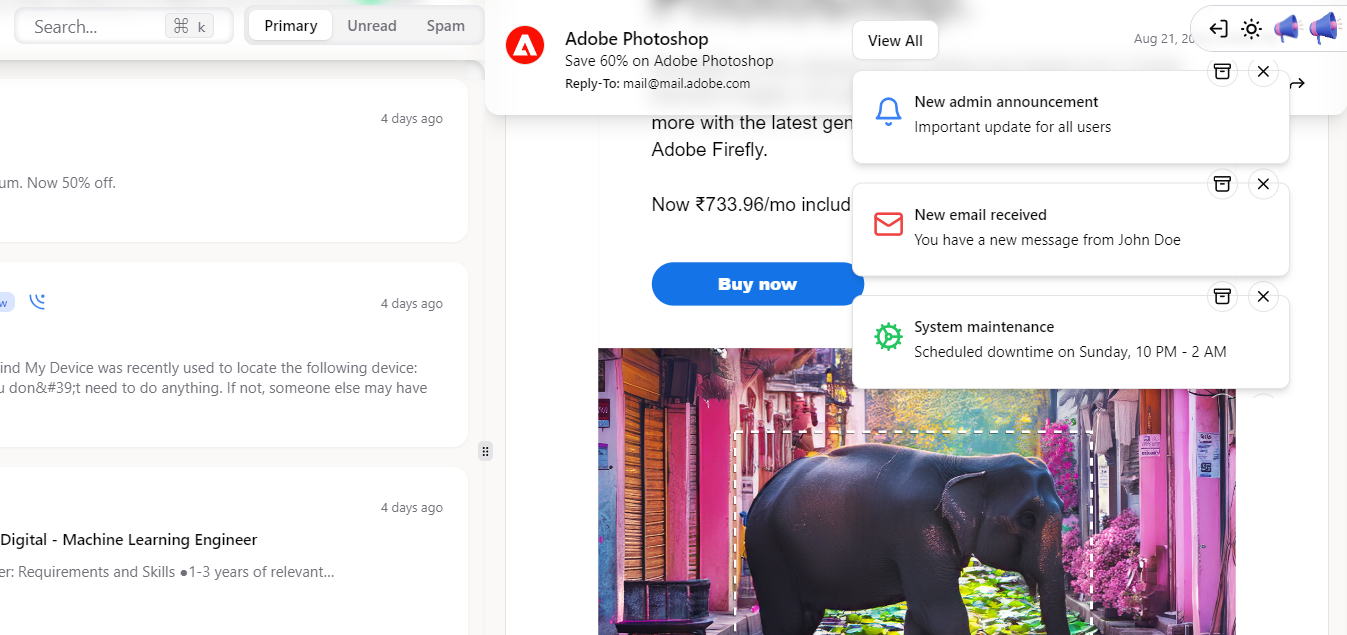 Search...
⌘ k
Primary
Unread
Spam
4 days ago
um. Now 50% off.
w
4 days ago
ind My Device was recently used to locate the following device:
u don&#39;t need to do anything. If not, someone else may have
4 days ago
Digital - Machine Learning Engineer
er: Requirements and Skills ●1-3 years of relevant...
Adobe Photoshop
Save 60% on Adobe Photoshop
Reply-To: mail@mail.adobe.com
Aug 21, 20
View All
more with the latest gen
Adobe Firefly.
Now ₹733.96/mo includ
Buy now
New admin announcement
Important update for all users
New email received
You have a new message from John Doe
System maintenance
Scheduled downtime on Sunday, 10 PM - 2 AM